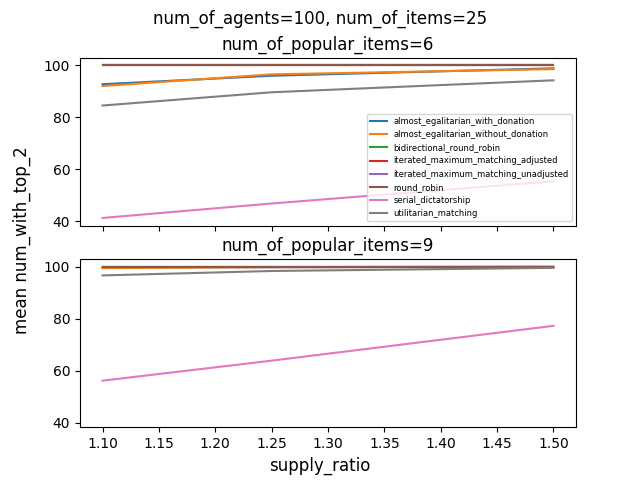 num_of_agents=100, num_of_items=25
num_of_popular_items=6
100
80
60
40
almost_egalitarian_with_donation
almost_egalitarian_without_donation
bidirectional_round_robin
iterated_maximum_matching_adjusted
iterated_maximum_matching_unadjusted
round_robin
serial_dictatorship
utilitarian_matching
mean num_with_top_2
num_of_popular_items=9
100
80
60
40
1.10 1.15 1.20 1.25 1.30 1.35 1.40 1.45 1.50
supply_ratio